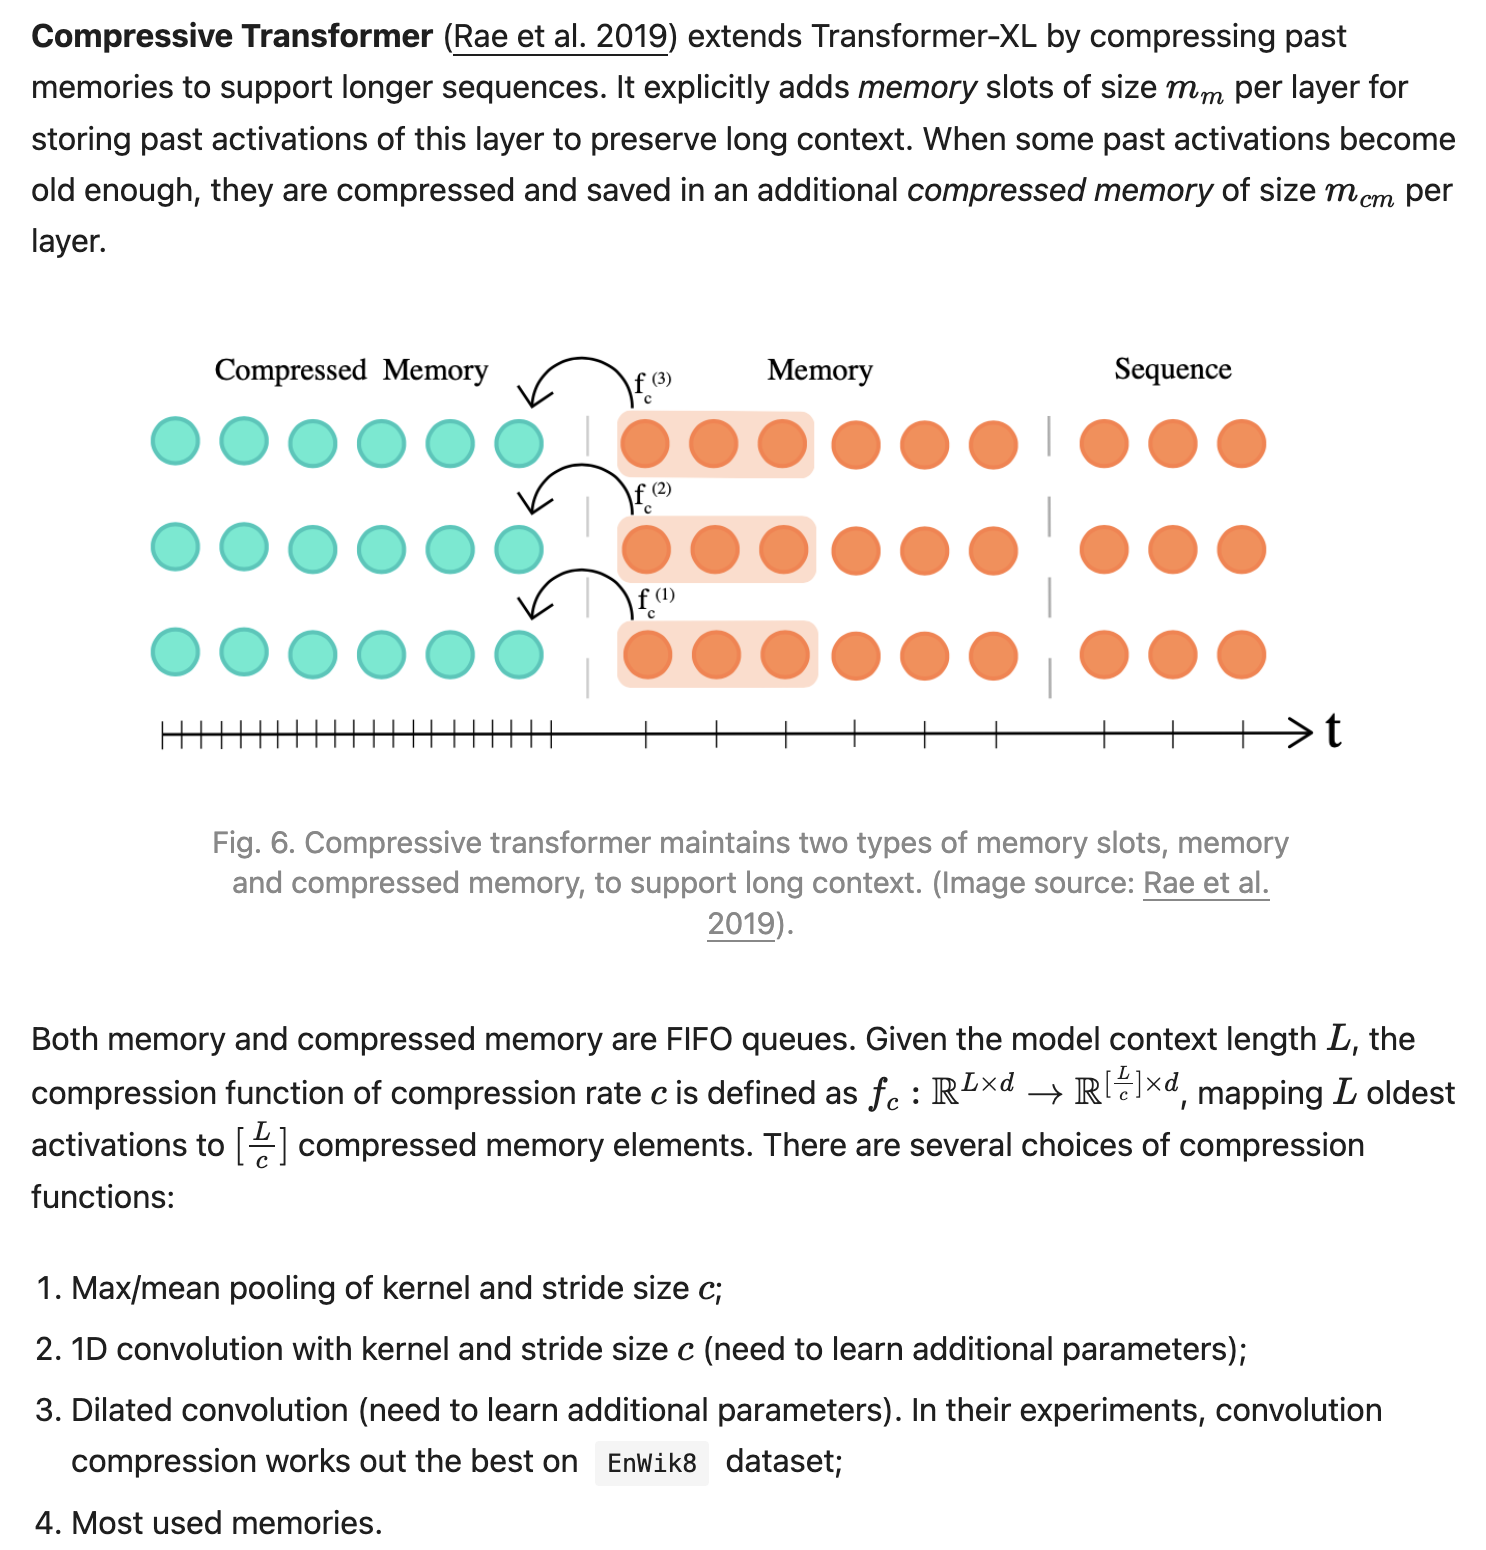 Compressive Transformer (Rae et al. 2019) extends Transformer-XL by compressing past
memories to support longer sequences. It explicitly adds memory slots of size m_m per layer for
storing past activations of this layer to preserve long context. When some past activations become
old enough, they are compressed and saved in an additional compressed memory of size m_cm per
layer.
Compressed Memory
f_c^(3)
Memory
Sequence
f_c^(2)
f_c^(1)
t
Fig. 6. Compressive transformer maintains two types of memory slots, memory
and compressed memory, to support long context. (Image source: Rae et al.
2019).
Both memory and compressed memory are FIFO queues. Given the model context length L, the
compression function of compression rate c is defined as f_c : ℝ^{L×d} → ℝ^{[L/c]×d}, mapping L oldest
activations to [L/c] compressed memory elements. There are several choices of compression
functions:
1. Max/mean pooling of kernel and stride size c;
2. 1D convolution with kernel and stride size c (need to learn additional parameters);
3. Dilated convolution (need to learn additional parameters). In their experiments, convolution
compression works out the best on EnWik8 dataset;
4. Most used memories.